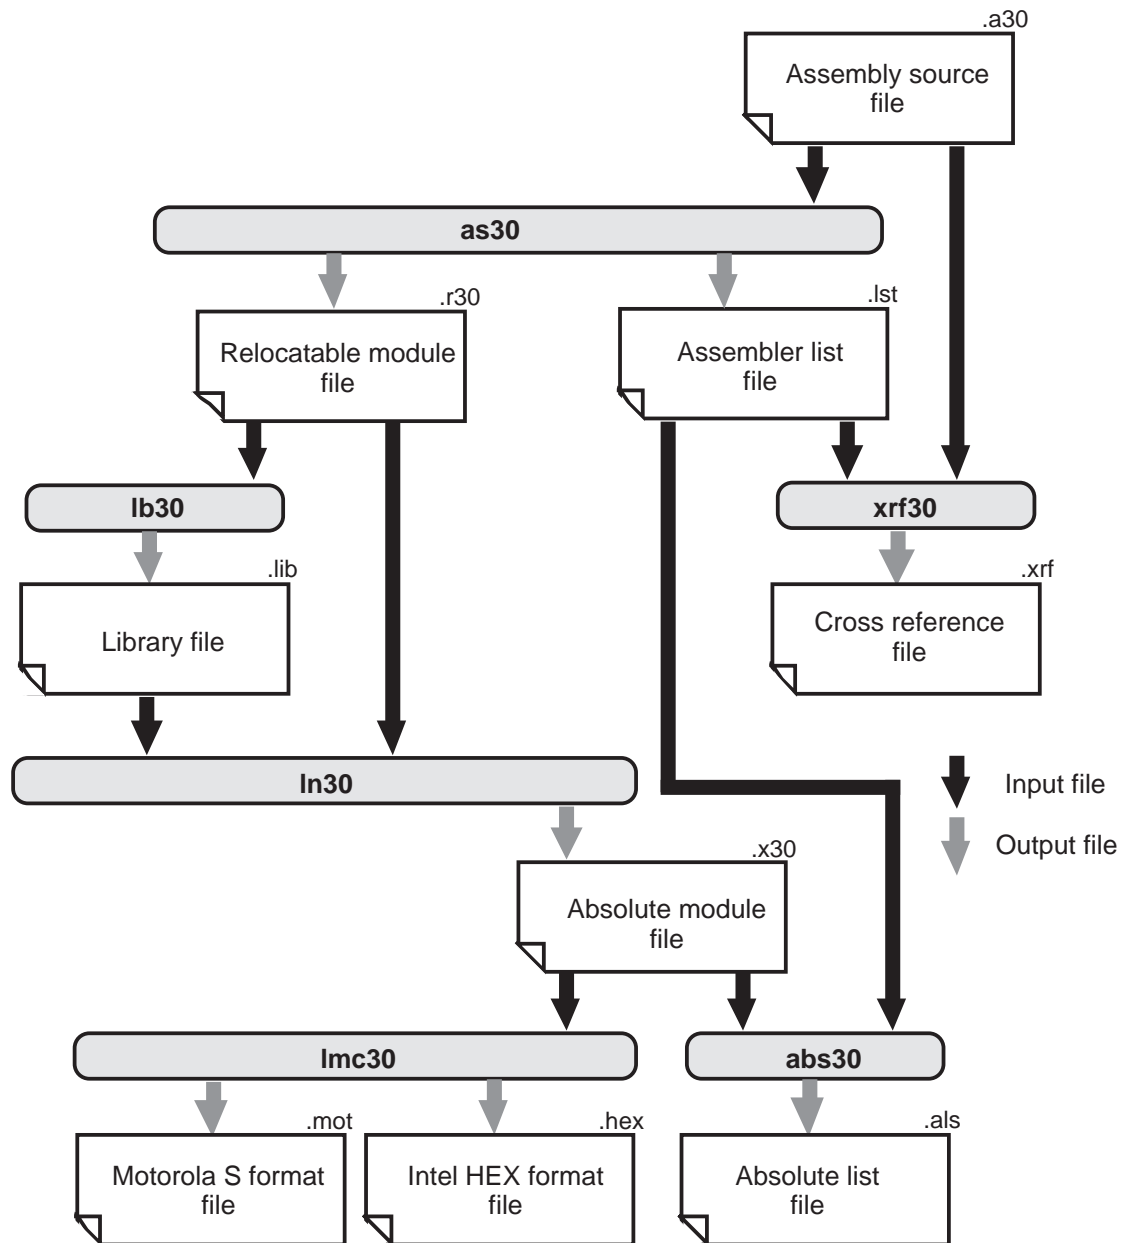 .a30
Assembly source
file
as30
.r30
.lst
Relocatable module
file
Assembler list
file
lb30
xrf30
.lib
.xrf
Library file
Cross reference
file
ln30
Input file
Output file
.x30
Absolute module
file
lmc30
abs30
.mot
.hex
.als
Motorola S format
file
Intel HEX format
file
Absolute list
file